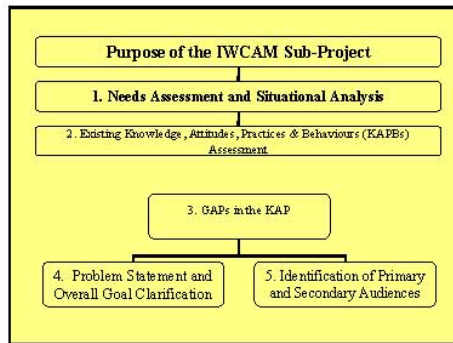 Purpose of the IWCAM Sub-Project
1. Needs Assessment and Situational Analysis
2. Existing Knowledge, Attitudes, Practices & Behaviours (KAPBs)
Assessment
3. GAPs in the KAP
4. Problem Statement and
Overall Goal Clarification
5. Identification of Primary
and Secondary Audiences